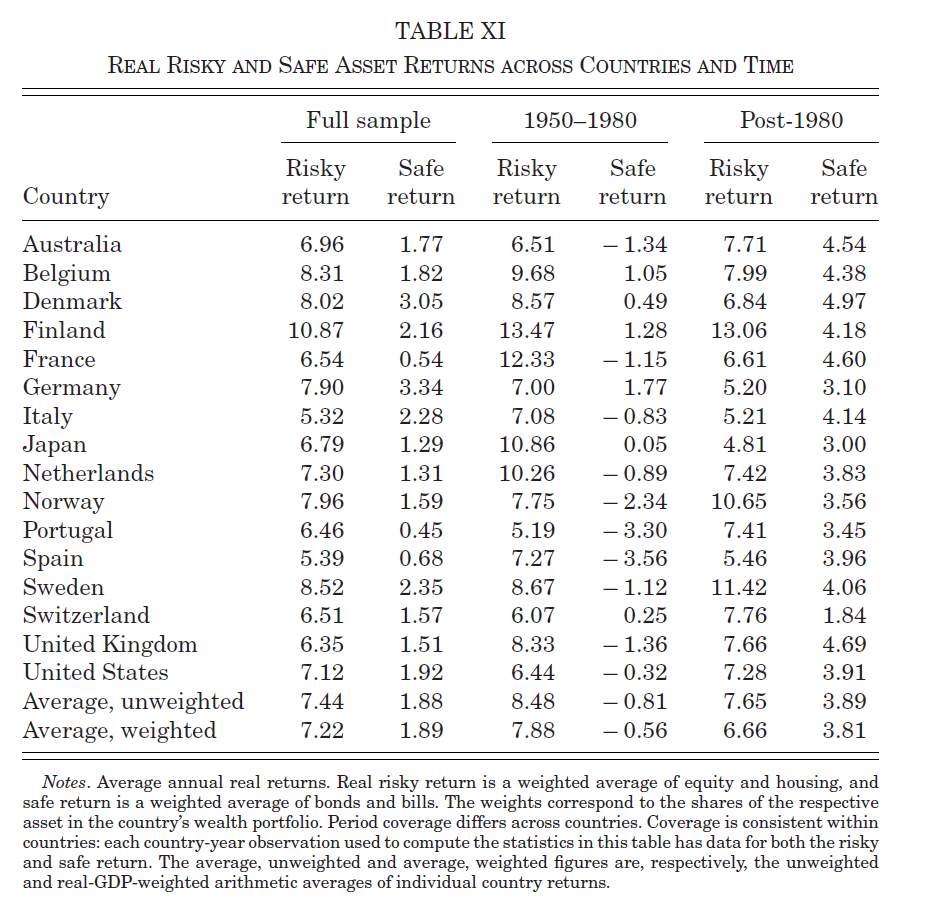 TABLE XI
REAL RISKY AND SAFE ASSET RETURNS ACROSS COUNTRIES AND TIME
Full sample 1950–1980 Post-1980
Risky Safe Risky Safe Risky Safe
Country return return return return return return
Australia 6.96 1.77 6.51 − 1.34 7.71 4.54
Belgium 8.31 1.82 9.68 1.05 7.99 4.38
Denmark 8.02 3.05 8.57 0.49 6.84 4.97
Finland 10.87 2.16 13.47 1.28 13.06 4.18
France 6.54 0.54 12.33 − 1.15 6.61 4.60
Germany 7.90 3.34 7.00 1.77 5.20 3.10
Italy 5.32 2.28 7.08 − 0.83 5.21 4.14
Japan 6.79 1.29 10.86 0.05 4.81 3.00
Netherlands 7.30 1.31 10.26 − 0.89 7.42 3.83
Norway 7.96 1.59 7.75 − 2.34 10.65 3.56
Portugal 6.46 0.45 5.19 − 3.30 7.41 3.45
Spain 5.39 0.68 7.27 − 3.56 5.46 3.96
Sweden 8.52 2.35 8.67 − 1.12 11.42 4.06
Switzerland 6.51 1.57 6.07 0.25 7.76 1.84
United Kingdom 6.35 1.51 8.33 − 1.36 7.66 4.69
United States 7.12 1.92 6.44 − 0.32 7.28 3.91
Average, unweighted 7.44 1.88 8.48 − 0.81 7.65 3.89
Average, weighted 7.22 1.89 7.88 − 0.56 6.66 3.81
Notes. Average annual real returns. Real risky return is a weighted average of equity and housing, and
safe return is a weighted average of bonds and bills. The weights correspond to the shares of the respective
asset in the country's wealth portfolio. Period coverage differs across countries. Coverage is consistent within
countries: each country-year observation used to compute the statistics in this table has data for both the risky
and safe return. The average, unweighted and average, weighted figures are, respectively, the unweighted
and real-GDP-weighted arithmetic averages of individual country returns.